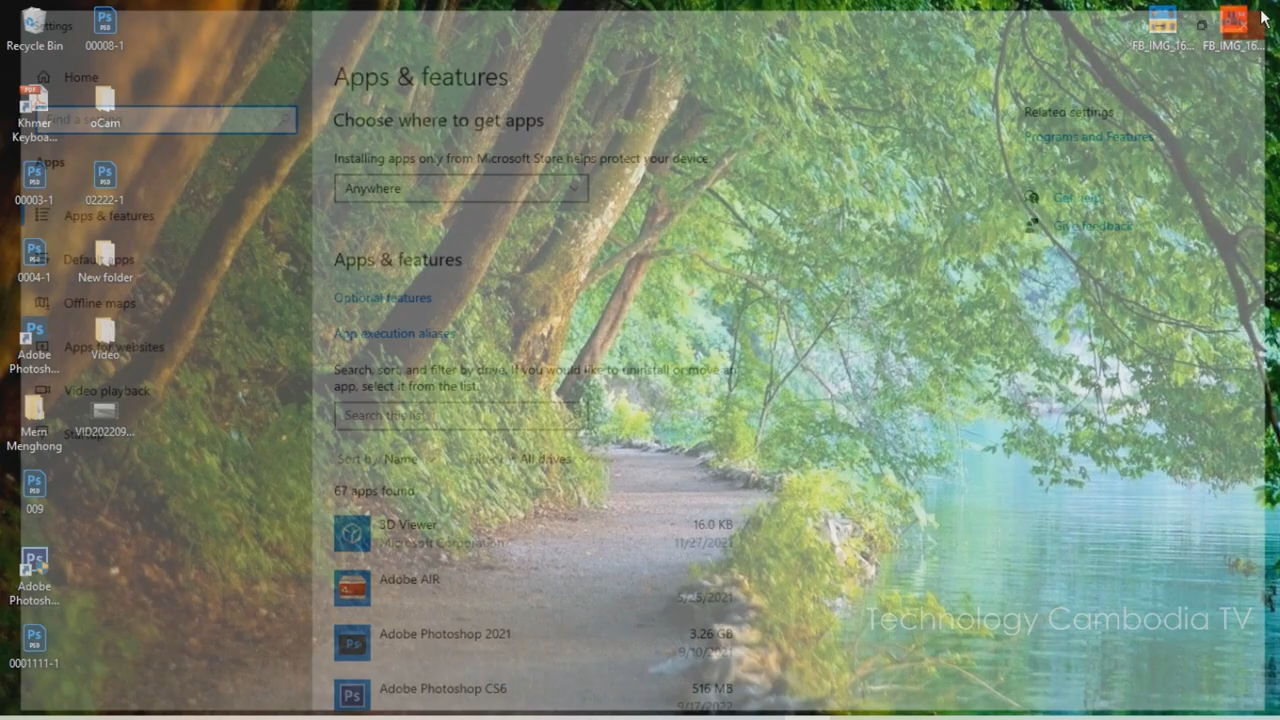 Settings
Recycle Bin
00008-1
FB_IMG_16...
FB_IMG_16...
Home
Apps & features
Choose where to get apps
Khmer
Keyboa...
oCam
Find a
Related settings
Programs and Features
Apps
Installing apps only from Microsoft Store helps protect your device.
Anywhere
00003-1
02222-1
Get help
Apps & features
Give feedback
Default apps
Apps & features
0004-1
New folder
Offline maps
Optional features
App execution aliases
Adobe
Photosh...
Video
Apps for websites
Search, sort, and filter by drive. If you would like to uninstall or move an
app, select it from the list.
Video playback
Search this list
Mern
Menghong
VID202209...
Startup
Sort by: Name
Filter by: All drives
67 apps found
009
3D Viewer
16.0 KB
Microsoft Corporation
11/27/2021
Adobe
Photosh...
Adobe AIR
5/25/2021
Technology Cambodia TV
Adobe Photoshop 2021
3.26 GB
9/10/2021
0001111-1
Adobe Photoshop CS6
516 MB
9/17/2022